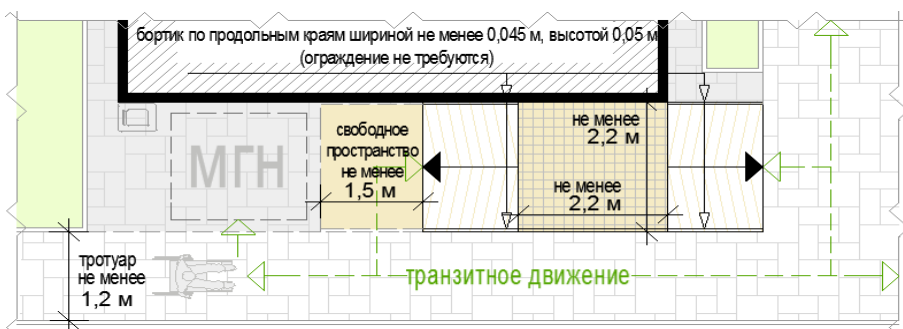 бортик по продольным краям шириной не менее 0,045 м, высотой 0,05 м
(ограждение не требуются)
МГН
свободное
пространство
не менее
1,5 м
не менее
2,2 м
не менее
2,2 м
тротуар
не менее
1,2 м
транзитное движение